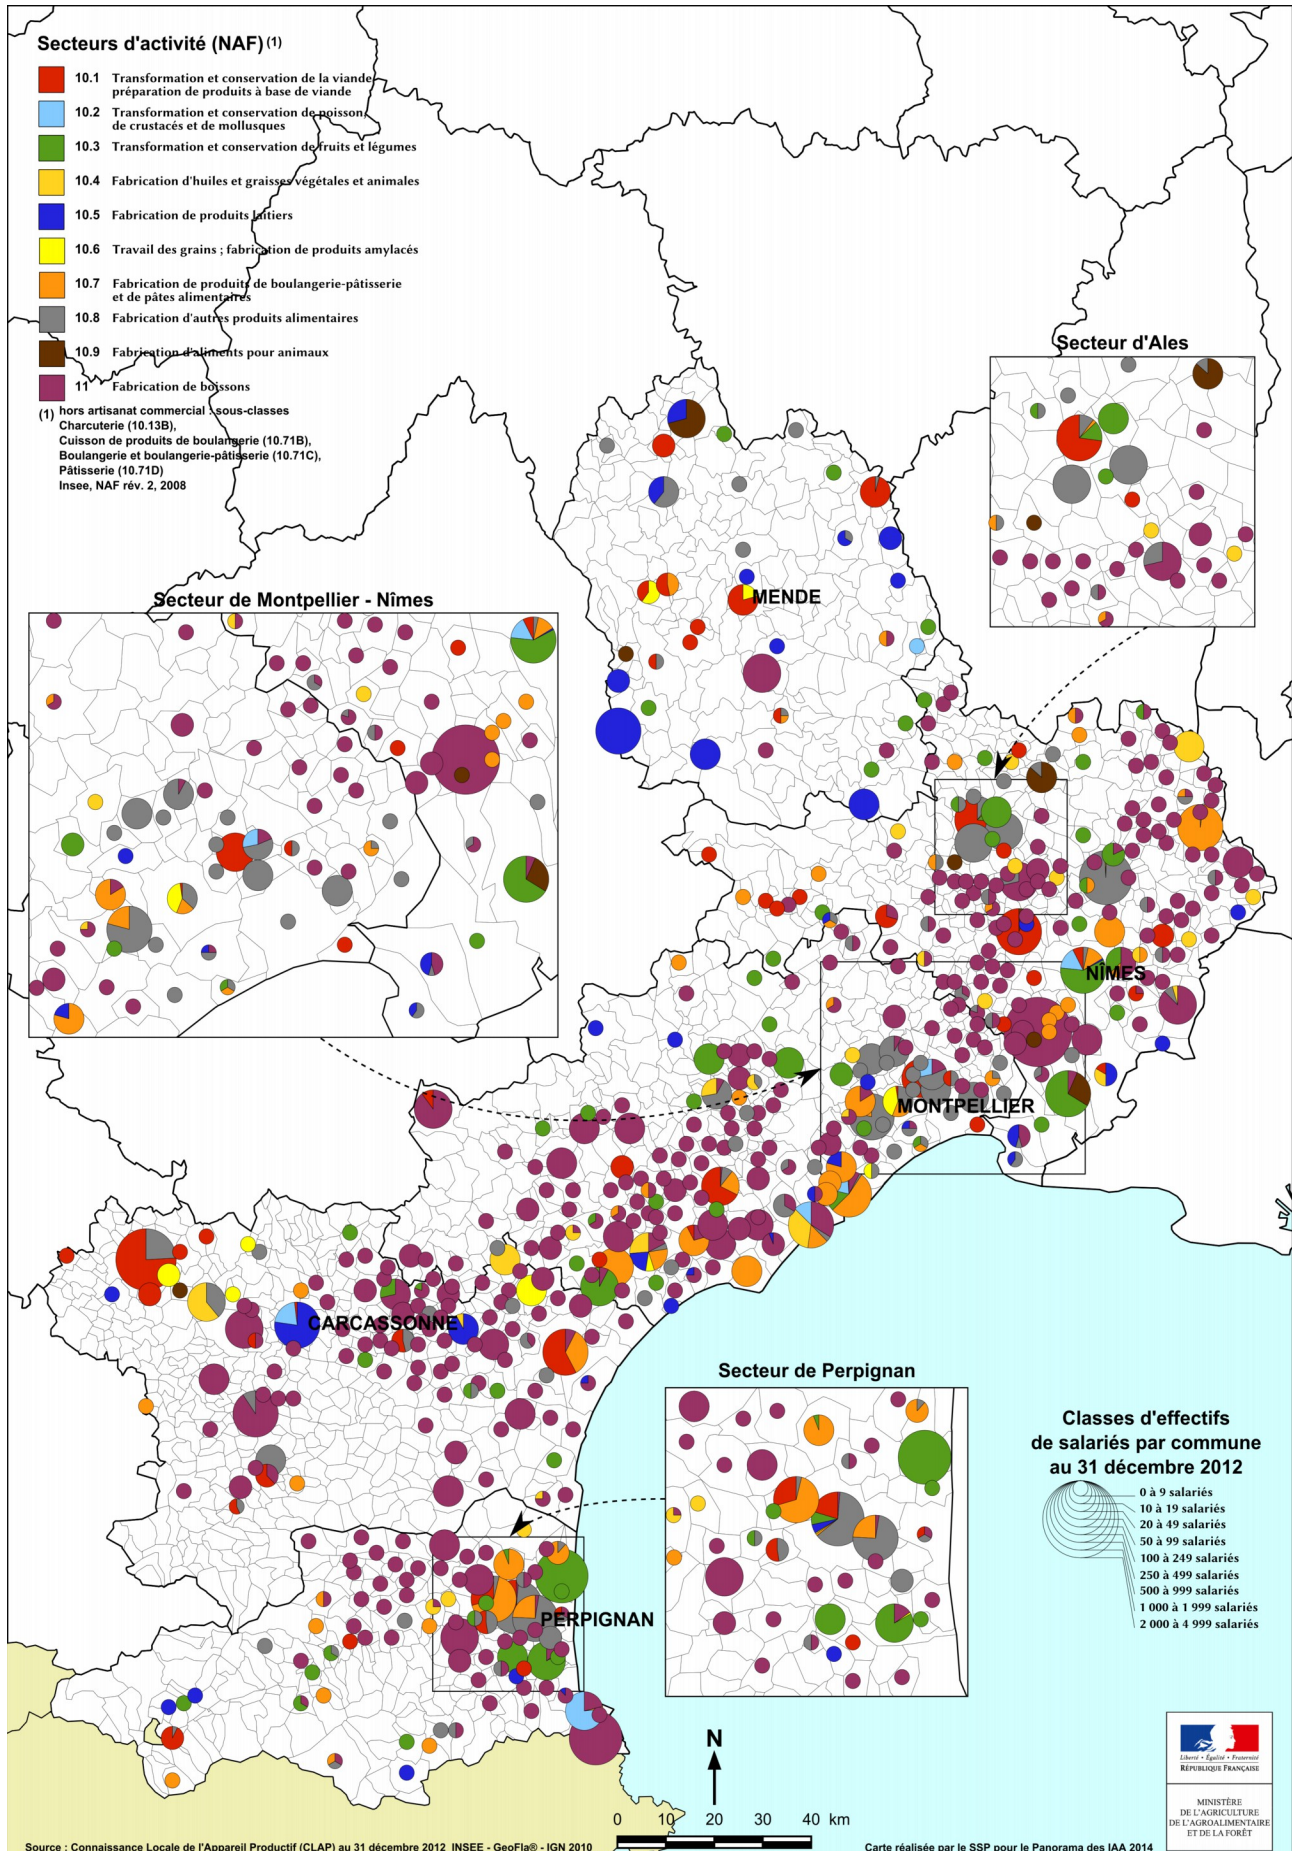 Secteurs d'activité (NAF) (1)
10.1 Transformation et conservation de la viande
préparation de produits à base de viande
10.2 Transformation et conservation de poisson,
de crustacés et de mollusques
10.3 Transformation et conservation de fruits et légumes
10.4 Fabrication d'huiles et graisses végétales et animales
10.5 Fabrication de produits laitiers
10.6 Travail des grains ; fabrication de produits amylacés
10.7 Fabrication de produits de boulangerie-pâtisserie
et de pâtes alimentaires
10.8 Fabrication d'autres produits alimentaires
10.9 Fabrication d'aliments pour animaux
11 Fabrication de boissons
(1) hors artisanat commercial : sous-classes
Charcuterie (10.13B),
Cuisson de produits de boulangerie (10.71B),
Boulangerie et boulangerie-pâtisserie (10.71C),
Pâtisserie (10.71D)
Insee, NAF rév. 2, 2008
Secteur d'Ales
Secteur de Montpellier - Nîmes
MENDE
NÎMES
MONTPELLIER
CARCASSONNE
Secteur de Perpignan
PERPIGNAN
Classes d'effectifs
de salariés par commune
au 31 décembre 2012
0 à 9 salariés
10 à 19 salariés
20 à 49 salariés
50 à 99 salariés
100 à 249 salariés
250 à 499 salariés
500 à 999 salariés
1 000 à 1 999 salariés
2 000 à 4 999 salariés
N
0 10 20 30 40 km
Liberté • Égalité • Fraternité
RÉPUBLIQUE FRANÇAISE
MINISTÈRE
DE L'AGRICULTURE
DE L'AGROALIMENTAIRE
ET DE LA FORÊT
Source : Connaissance Locale de l'Appareil Productif (CLAP) au 31 décembre 2012 INSEE - GeoFla® - IGN 2010
Carte réalisée par le SSP pour le Panorama des IAA 2014